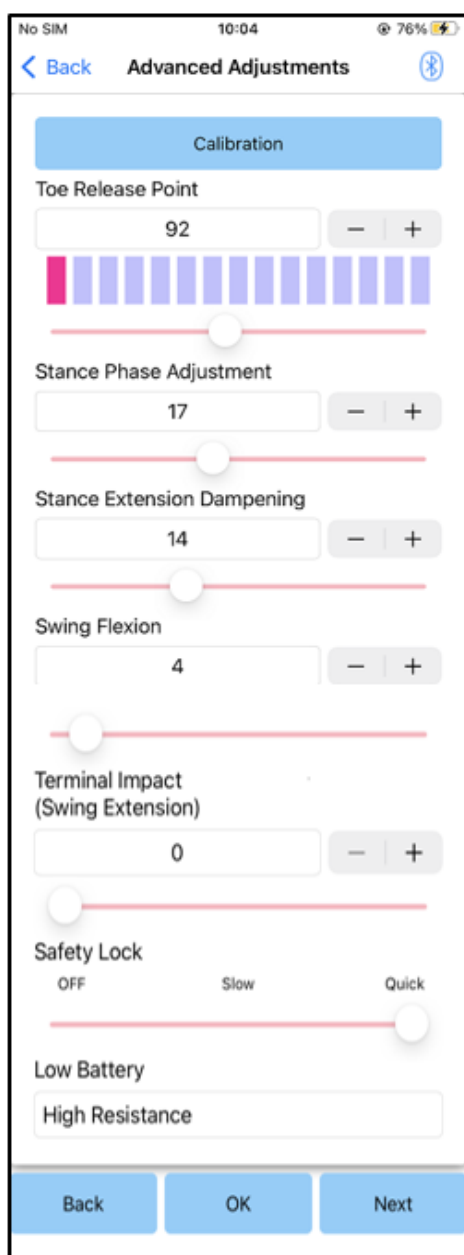 No SIM 10:04 76%
Back Advanced Adjustments
Calibration
Toe Release Point
92 − +
Stance Phase Adjustment
17 − +
Stance Extension Dampening
14 − +
Swing Flexion
4 − +
Terminal Impact
(Swing Extension)
0 − +
Safety Lock
OFF Slow Quick
Low Battery
High Resistance
Back OK Next